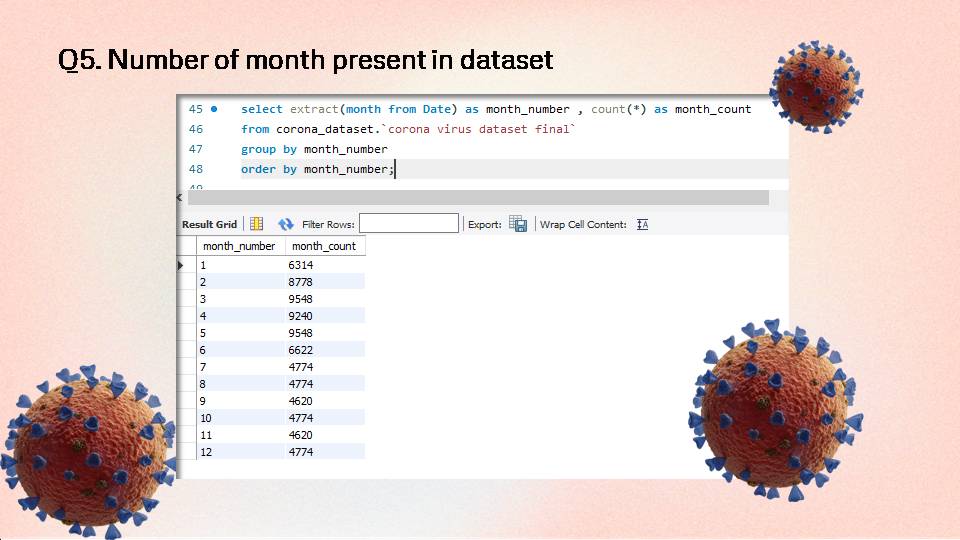 Q5. Number of month present in dataset
45 select extract(month from Date) as month_number , count(*) as month_count
46 from corona_dataset.`corona virus dataset final`
47 group by month_number
48 order by month_number;
49
Result Grid Filter Rows: Export: Wrap Cell Content: IA
month_number month_count
1 6314
2 8778
3 9548
4 9240
5 9548
6 6622
7 4774
8 4774
9 4620
10 4774
11 4620
12 4774